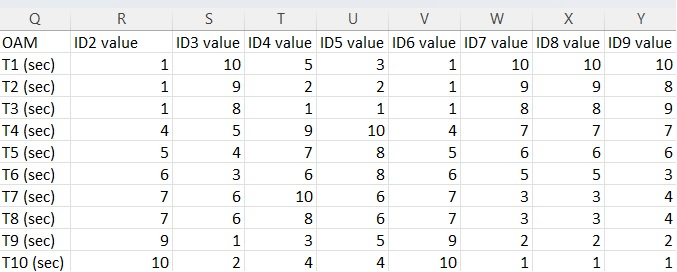 Q R S T U V W X Y
OAM ID2 value ID3 value ID4 value ID5 value ID6 value ID7 value ID8 value ID9 value
T1 (sec) 1 10 5 3 1 10 10 10
T2 (sec) 1 9 2 2 1 9 9 8
T3 (sec) 1 8 1 1 1 8 8 9
T4 (sec) 4 5 9 10 4 7 7 7
T5 (sec) 5 4 7 8 5 6 6 6
T6 (sec) 6 3 6 8 6 5 5 3
T7 (sec) 7 6 10 6 7 3 3 4
T8 (sec) 7 6 8 6 7 3 3 4
T9 (sec) 9 1 3 5 9 2 2 2
T10 (sec) 10 2 4 4 10 1 1 1